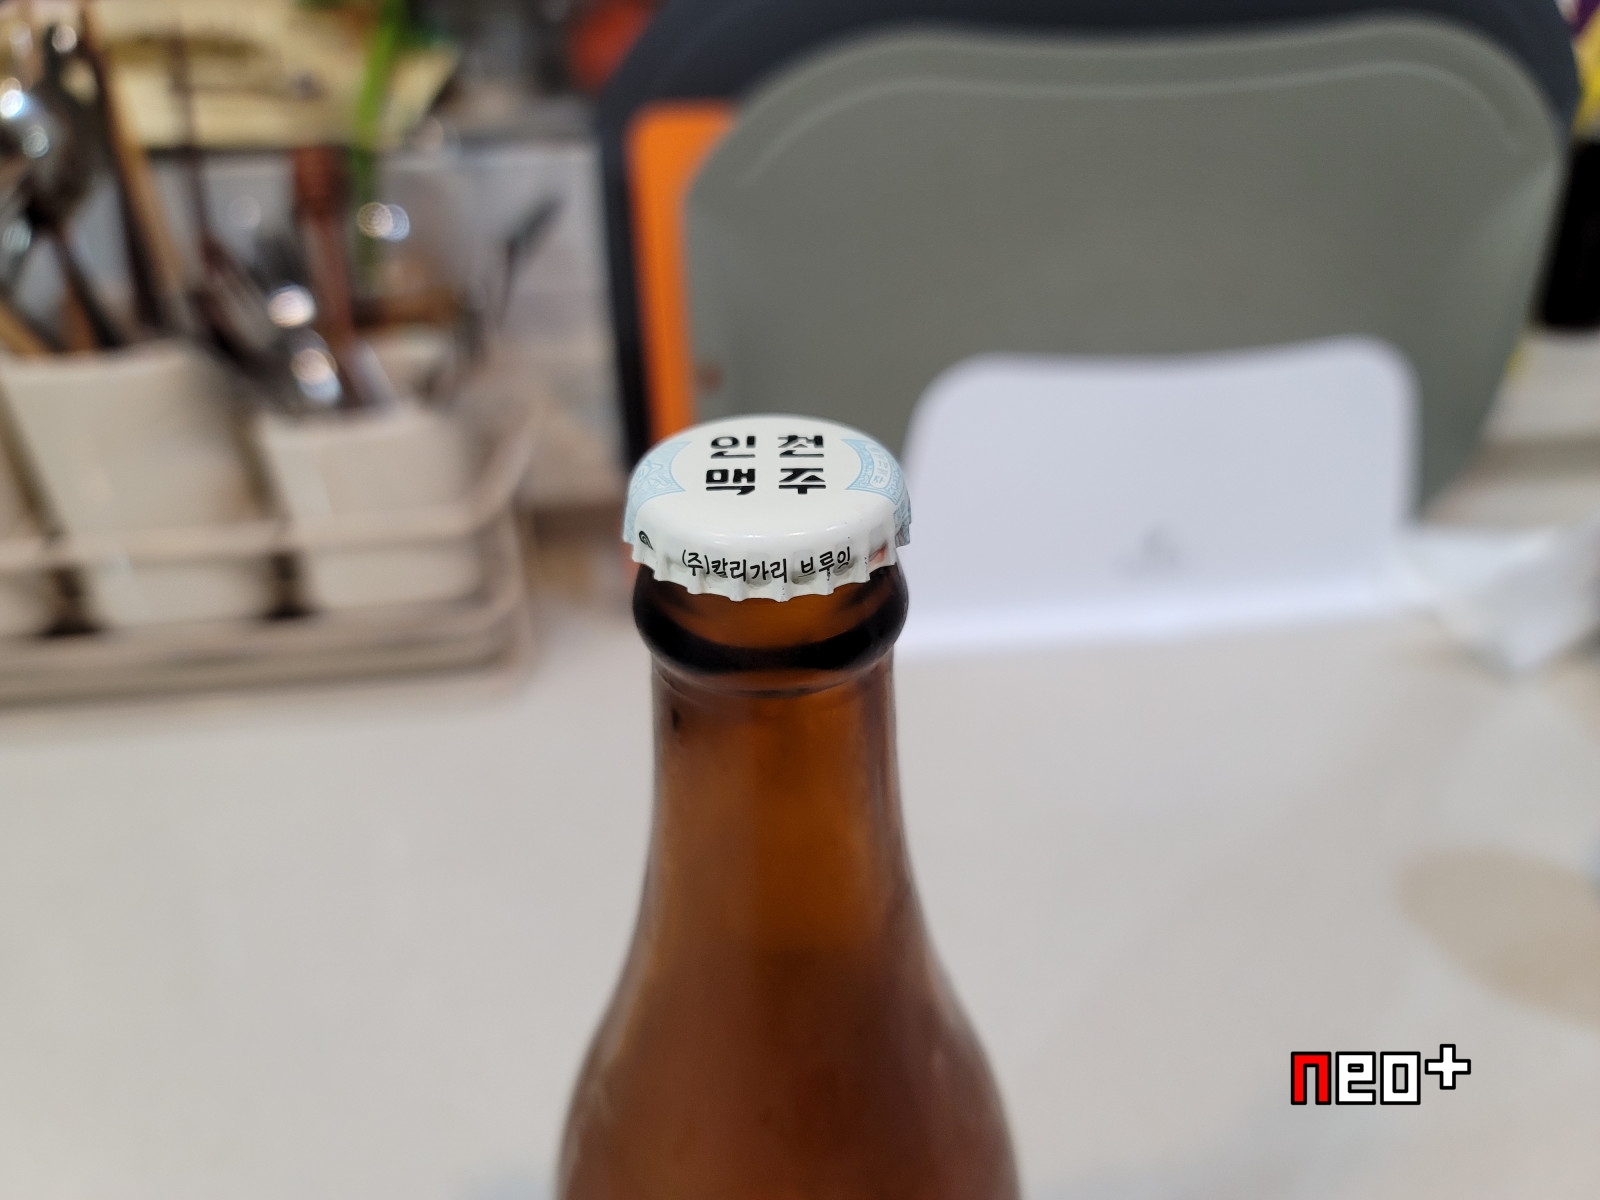 인천
맥주
(주)칼리가리 브루잉
neo+